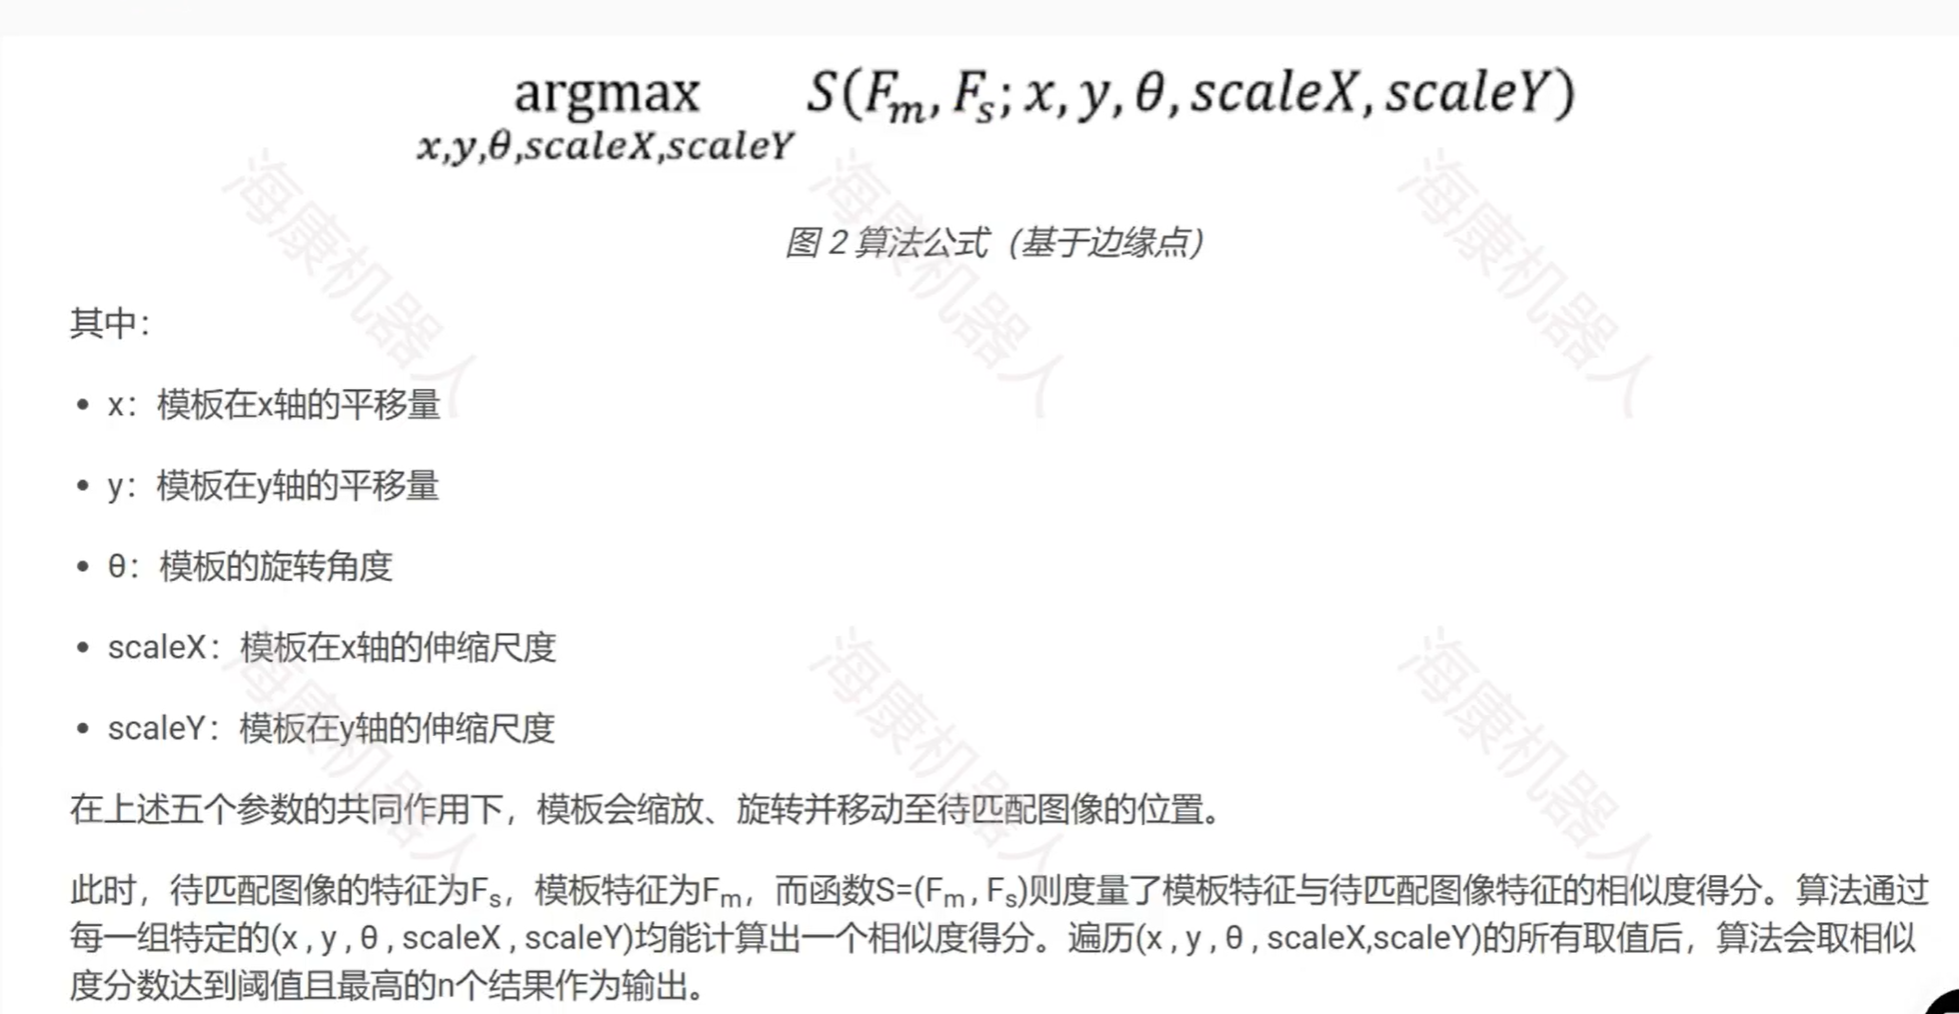 argmax S(Fₘ, Fₛ; x, y, θ, scaleX, scaleY)
x,y,θ,scaleX,scaleY
图 2 算法公式（基于边缘点）
其中：
• x：模板在x轴的平移量
• y：模板在y轴的平移量
• θ：模板的旋转角度
• scaleX：模板在x轴的伸缩尺度
• scaleY：模板在y轴的伸缩尺度
在上述五个参数的共同作用下，模板会缩放、旋转并移动至待匹配图像的位置。
此时，待匹配图像的特征为Fₛ，模板特征为Fₘ，而函数S=(Fₘ , Fₛ)则度量了模板特征与待匹配图像特征的相似度得分。算法通过
每一组特定的(x , y , θ , scaleX , scaleY)均能计算出一个相似度得分。遍历(x , y , θ , scaleX,scaleY)的所有取值后，算法会取相似
度分数达到阈值且最高的n个结果作为输出。
海康机器人
海康机器人
海康机器人
海康机器人
海康机器人
海康机器人